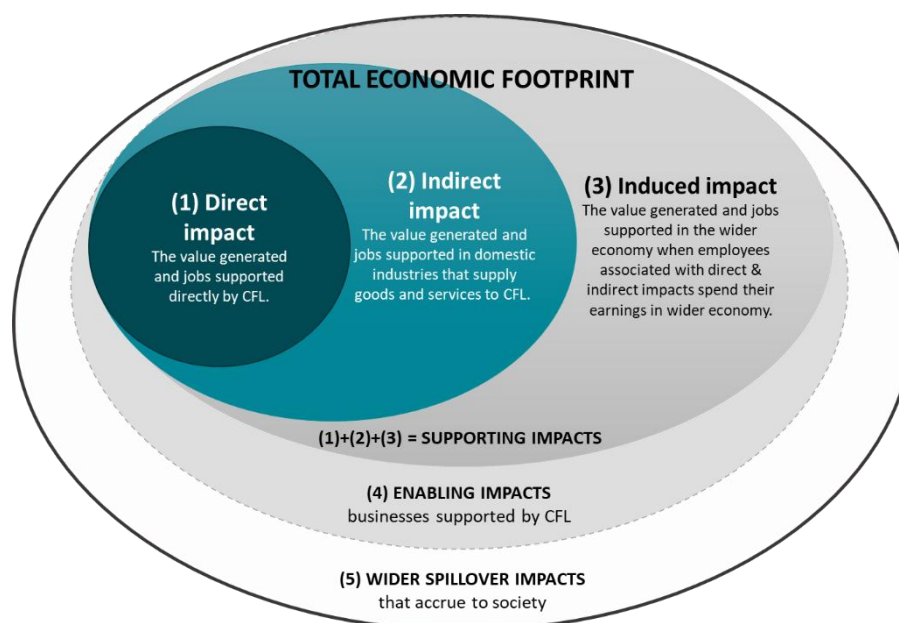 TOTAL ECONOMIC FOOTPRINT
(1) Direct
impact
The value generated
and jobs supported
directly by CFL.
(2) Indirect
impact
The value generated and
jobs supported in domestic
industries that supply
goods and services to CFL.
(3) Induced impact
The value generated and jobs
supported in the wider
economy when employees
associated with direct &
indirect impacts spend their
earnings in wider economy.
(1)+(2)+(3) = SUPPORTING IMPACTS
(4) ENABLING IMPACTS
businesses supported by CFL
(5) WIDER SPILLOVER IMPACTS
that accrue to society